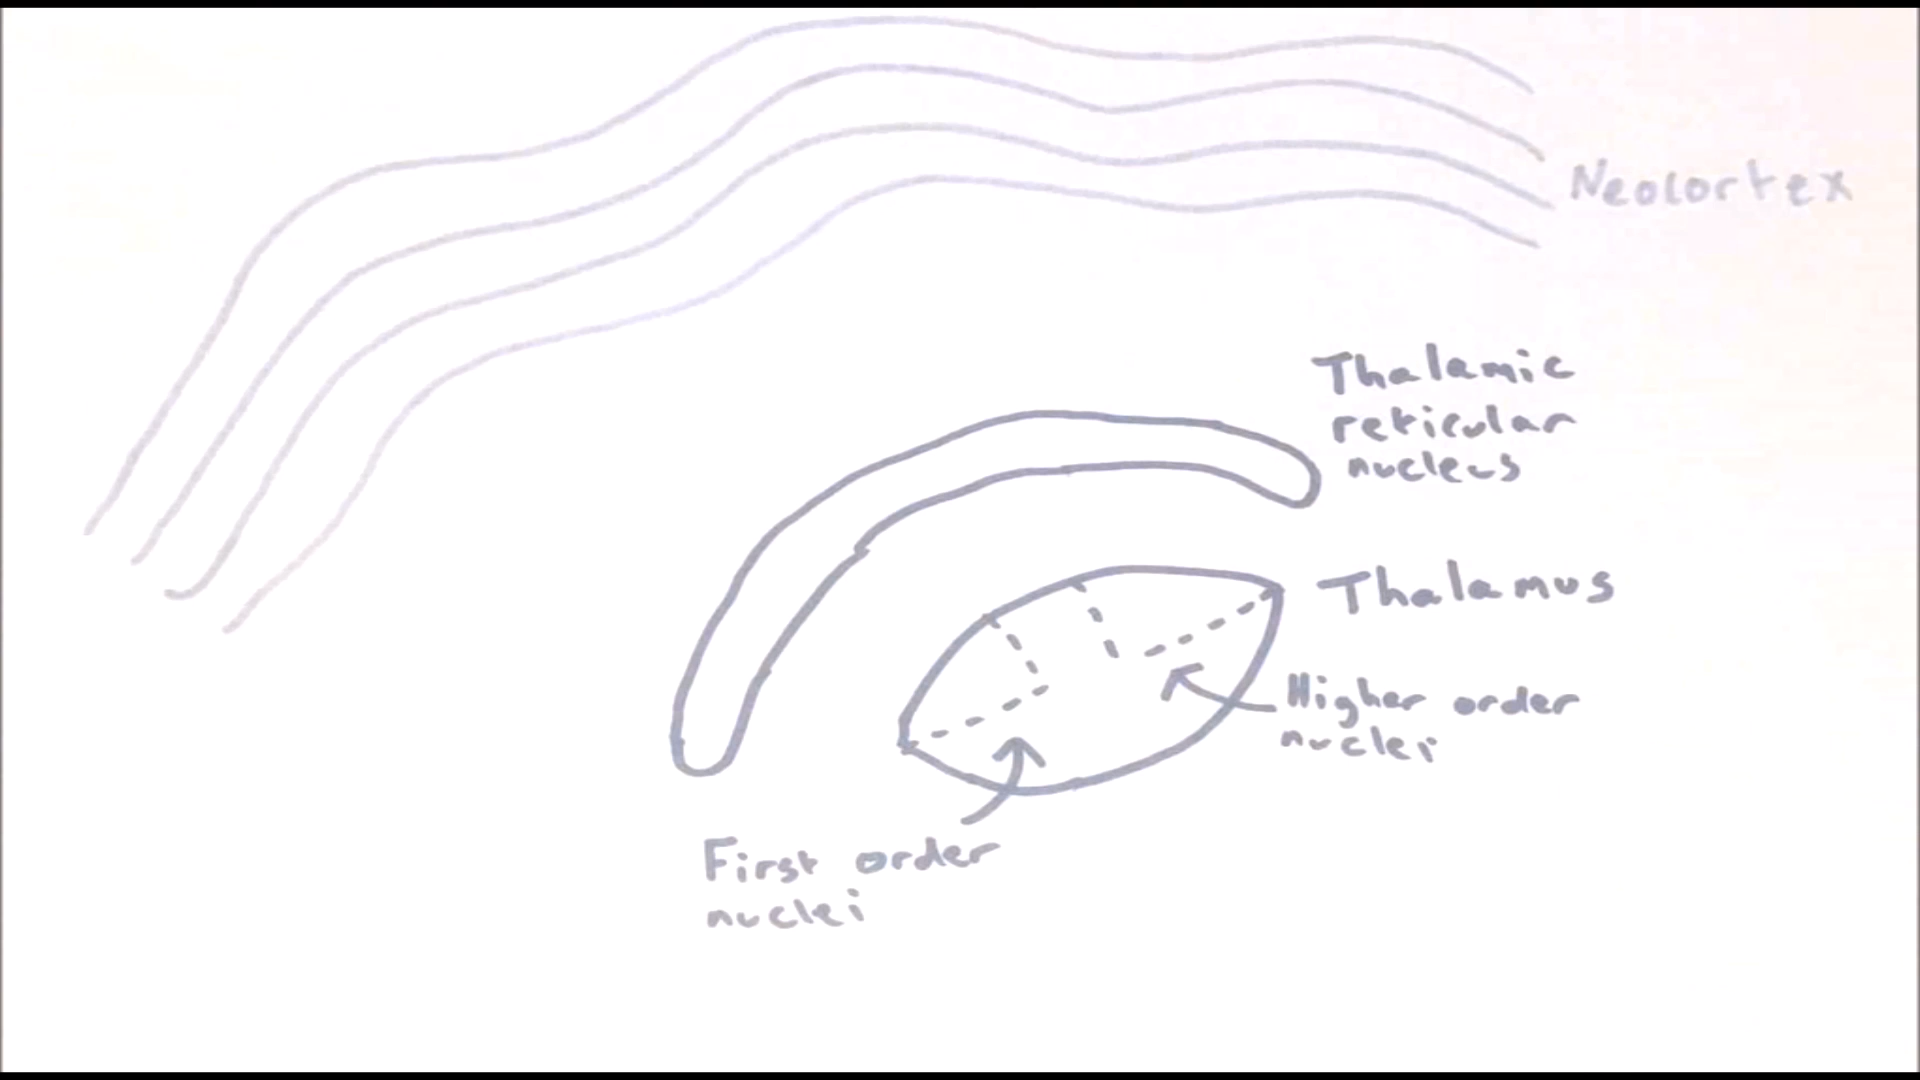 Neocortex
Thalamic
reticular
nucleus
Thalamus
Higher order
nuclei
First order
nuclei